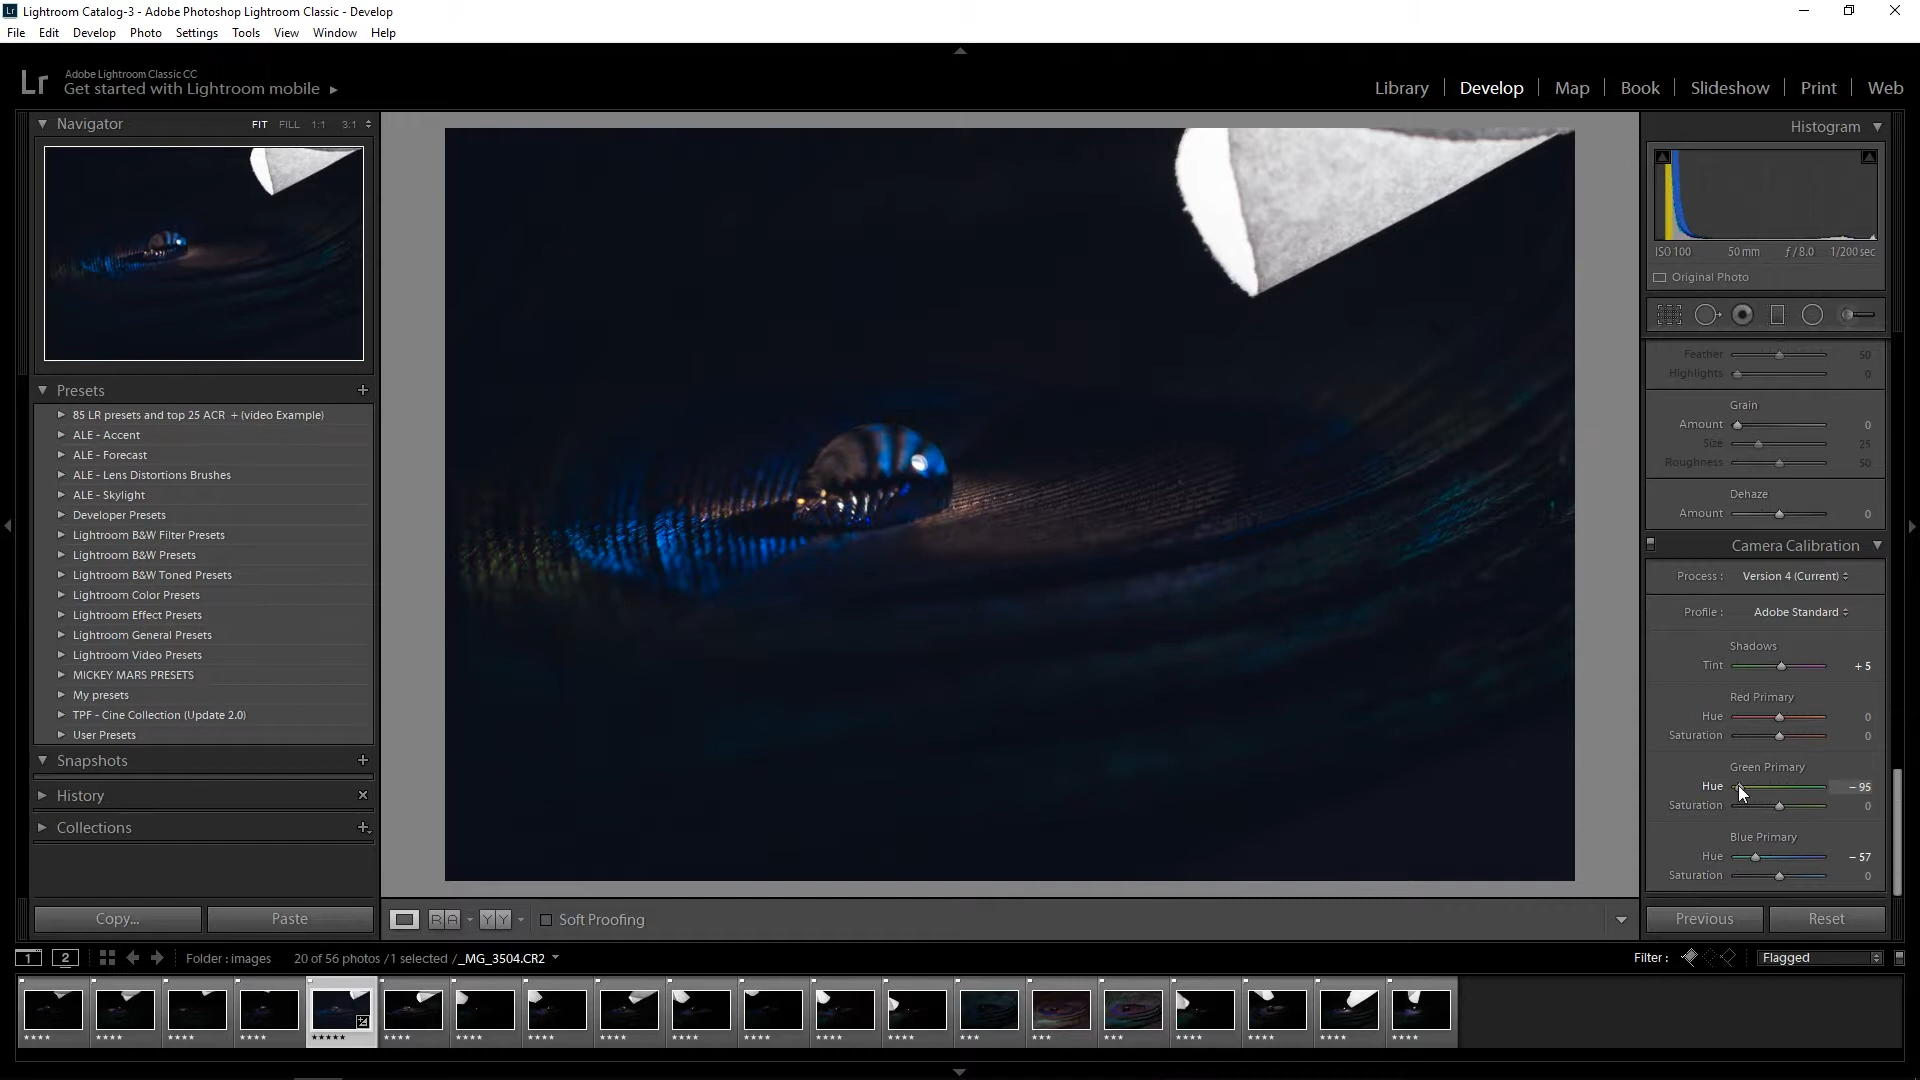 Lr Lightroom Catalog-3 - Adobe Photoshop Lightroom Classic - Develop
File Edit Develop Photo Settings Tools View Window Help
Lr Adobe Lightroom Classic CC
Get started with Lightroom mobile ▶
Library | Develop | Map | Book | Slideshow | Print | Web
Navigator FIT FILL 1:1 3:1
Presets +
85 LR presets and top 25 ACR + (video Example)
ALE - Accent
ALE - Forecast
ALE - Lens Distortions Brushes
ALE - Skylight
Developer Presets
Lightroom B&W Filter Presets
Lightroom B&W Presets
Lightroom B&W Toned Presets
Lightroom Color Presets
Lightroom Effect Presets
Lightroom General Presets
Lightroom Video Presets
MICKEY MARS PRESETS
My presets
TPF - Cine Collection (Update 2.0)
User Presets
Snapshots +
History ×
Collections +
Copy... Paste
Histogram
ISO 100 50 mm ƒ / 8.0 1/200 sec
Original Photo
Feather 50
Highlights 0
Grain
Amount 0
Size 25
Roughness 50
Dehaze
Amount 0
Camera Calibration
Process : Version 4 (Current)
Profile : Adobe Standard
Shadows
Tint + 5
Red Primary
Hue 0
Saturation 0
Green Primary
Hue – 95
Saturation 0
Blue Primary
Hue – 57
Saturation 0
Previous Reset
R A Y Y Soft Proofing
1 2 Folder : images 20 of 56 photos / 1 selected / _MG_3504.CR2
Filter : Flagged